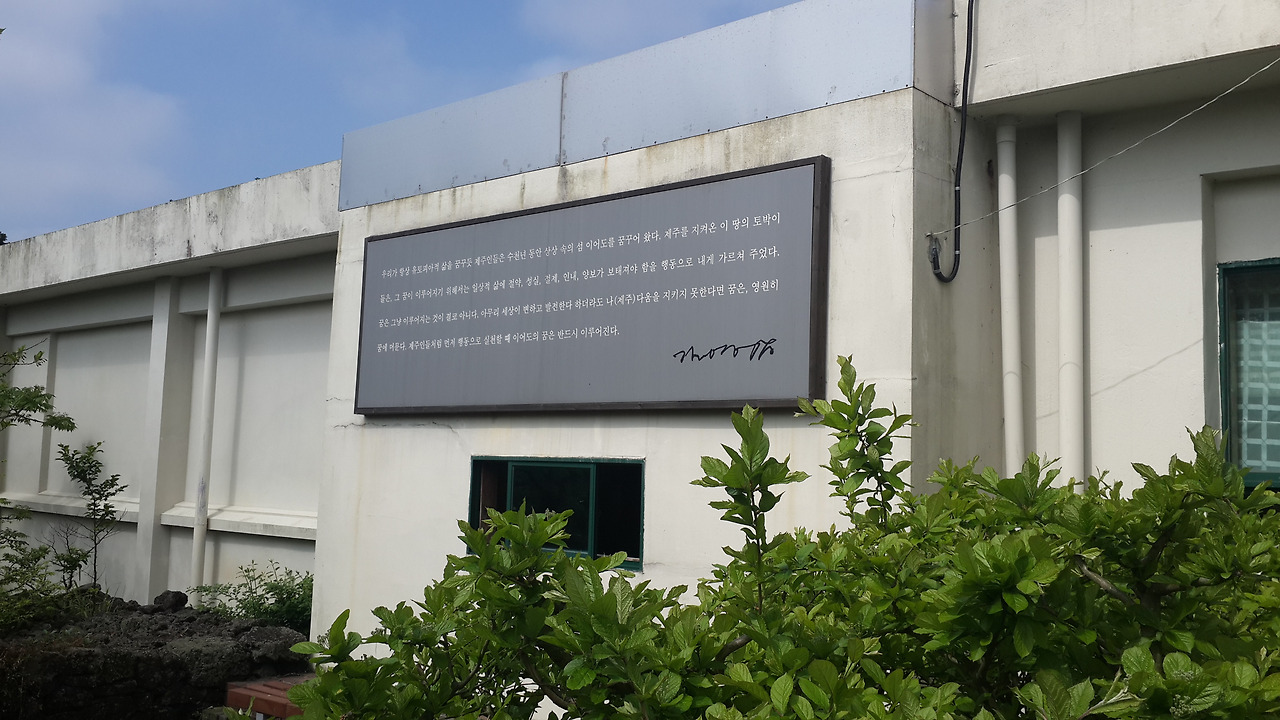 우리가 항상 유토피아적 삶을 꿈꾸듯 제주인들은 수천년 동안 상상 속의 섬 이어도를 꿈꾸어 왔다. 제주를 지켜온 이 땅의 토박이
들은, 그 꿈이 이루어지기 위해서는 일상적 삶에 절약, 성실, 절제, 인내, 양보가 보태져야 함을 행동으로 내게 가르쳐 주었다.
꿈은 그냥 이루어지는 것이 결코 아니다. 아무리 세상이 변하고 발전한다 하더라도 나(제주)다움을 지키지 못한다면 꿈은, 영원히
꿈에 머문다. 제주인들처럼 먼저 행동으로 실천할 때 이어도의 꿈은 반드시 이루어진다.